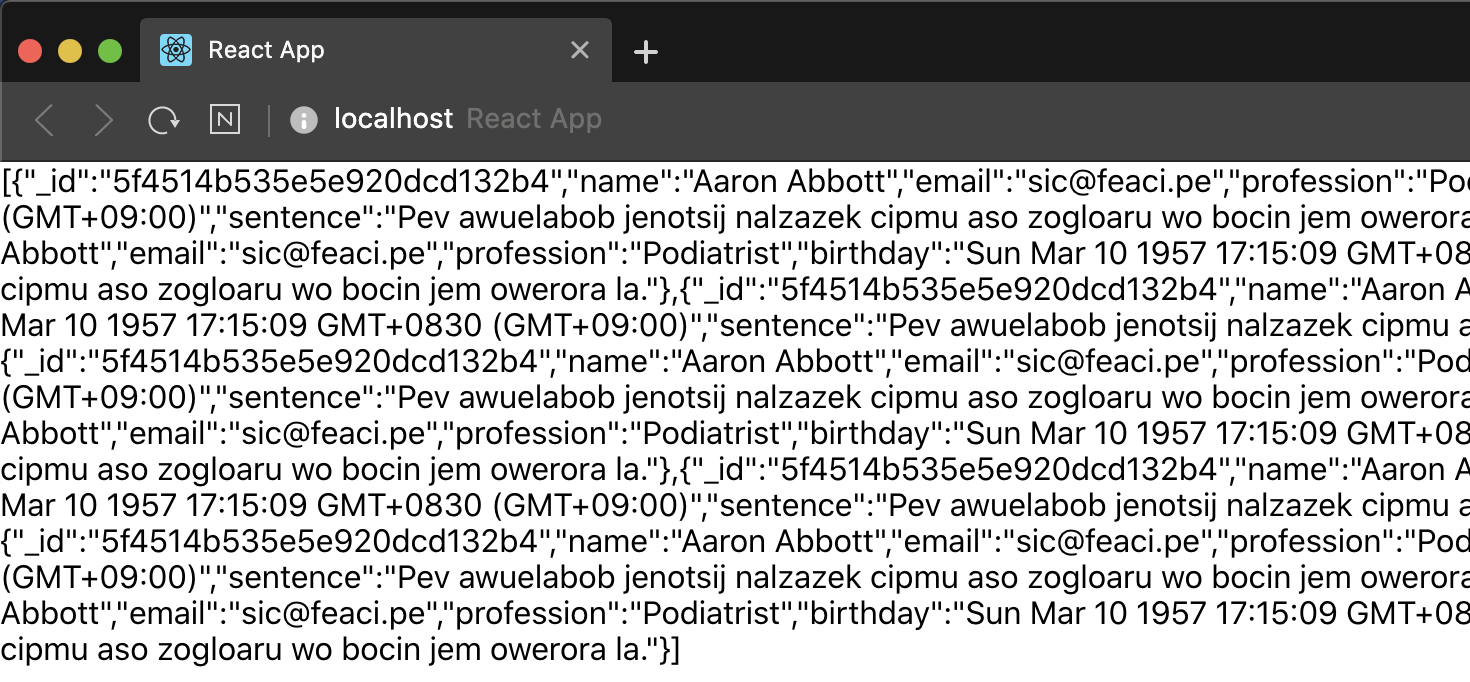 React App
localhost React App
[{"_id":"5f4514b535e5e920dcd132b4","name":"Aaron Abbott","email":"sic@feaci.pe","profession":"Pod
(GMT+09:00)","sentence":"Pev awuelabob jenotsij nalzazek cipmu aso zogloaru wo bocin jem owerora
Abbott","email":"sic@feaci.pe","profession":"Podiatrist","birthday":"Sun Mar 10 1957 17:15:09 GMT+08
cipmu aso zogloaru wo bocin jem owerora la."},{"_id":"5f4514b535e5e920dcd132b4","name":"Aaron A
Mar 10 1957 17:15:09 GMT+0830 (GMT+09:00)","sentence":"Pev awuelabob jenotsij nalzazek cipmu a
{"_id":"5f4514b535e5e920dcd132b4","name":"Aaron Abbott","email":"sic@feaci.pe","profession":"Pod
(GMT+09:00)","sentence":"Pev awuelabob jenotsij nalzazek cipmu aso zogloaru wo bocin jem owerora
Abbott","email":"sic@feaci.pe","profession":"Podiatrist","birthday":"Sun Mar 10 1957 17:15:09 GMT+08
cipmu aso zogloaru wo bocin jem owerora la."},{"_id":"5f4514b535e5e920dcd132b4","name":"Aaron A
Mar 10 1957 17:15:09 GMT+0830 (GMT+09:00)","sentence":"Pev awuelabob jenotsij nalzazek cipmu a
{"_id":"5f4514b535e5e920dcd132b4","name":"Aaron Abbott","email":"sic@feaci.pe","profession":"Pod
(GMT+09:00)","sentence":"Pev awuelabob jenotsij nalzazek cipmu aso zogloaru wo bocin jem owerora
Abbott","email":"sic@feaci.pe","profession":"Podiatrist","birthday":"Sun Mar 10 1957 17:15:09 GMT+08
cipmu aso zogloaru wo bocin jem owerora la."}]